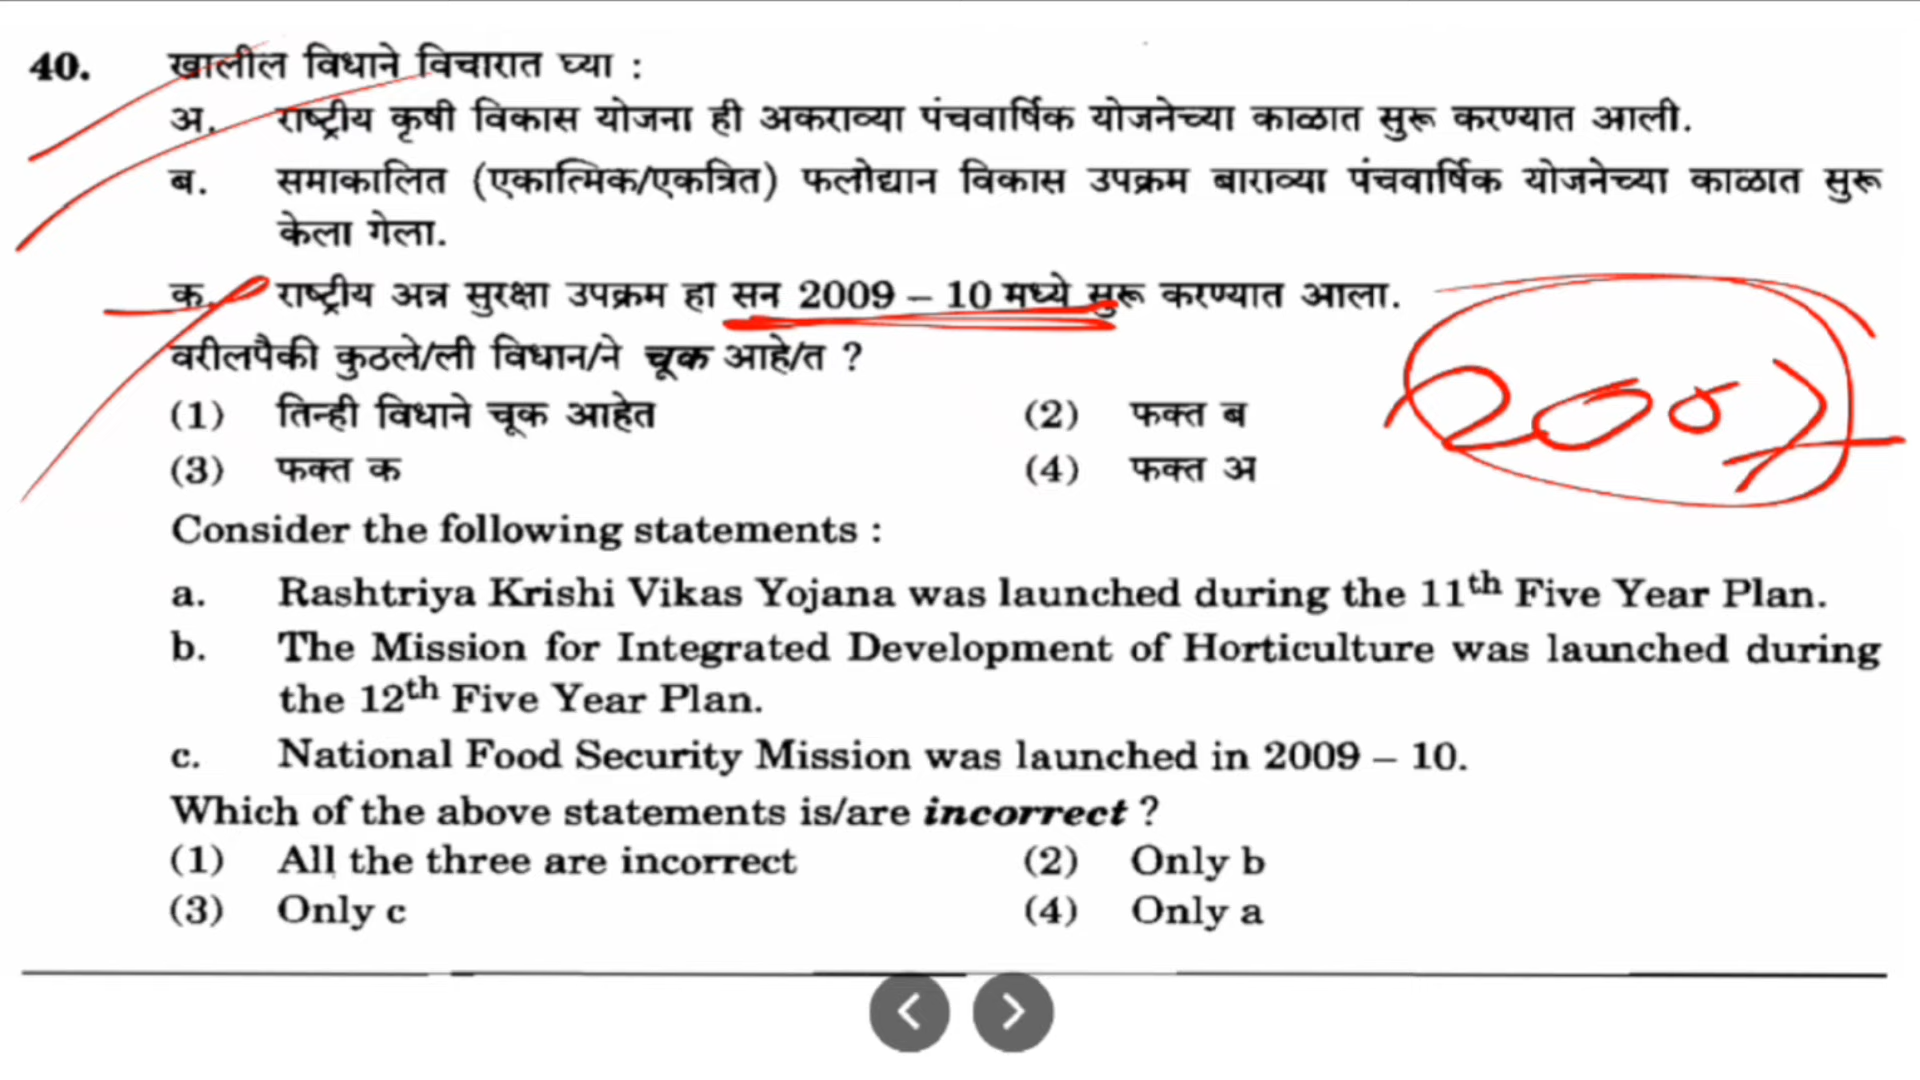 40. खालील विधाने विचारात घ्या :
अ. राष्ट्रीय कृषी विकास योजना ही अकराव्या पंचवार्षिक योजनेच्या काळात सुरू करण्यात आली.
ब. समाकालित (एकात्मिक/एकत्रित) फलोद्यान विकास उपक्रम बाराव्या पंचवार्षिक योजनेच्या काळात सुरू
केला गेला.
क. राष्ट्रीय अन्न सुरक्षा उपक्रम हा सन 2009 – 10 मध्ये सुरू करण्यात आला.
वरीलपैकी कुठले/ली विधान/ने चूक आहे/त ?
(1) तिन्ही विधाने चूक आहेत (2) फक्त ब
(3) फक्त क (4) फक्त अ
2007
Consider the following statements :
a. Rashtriya Krishi Vikas Yojana was launched during the 11th Five Year Plan.
b. The Mission for Integrated Development of Horticulture was launched during
the 12th Five Year Plan.
c. National Food Security Mission was launched in 2009 – 10.
Which of the above statements is/are incorrect ?
(1) All the three are incorrect (2) Only b
(3) Only c (4) Only a